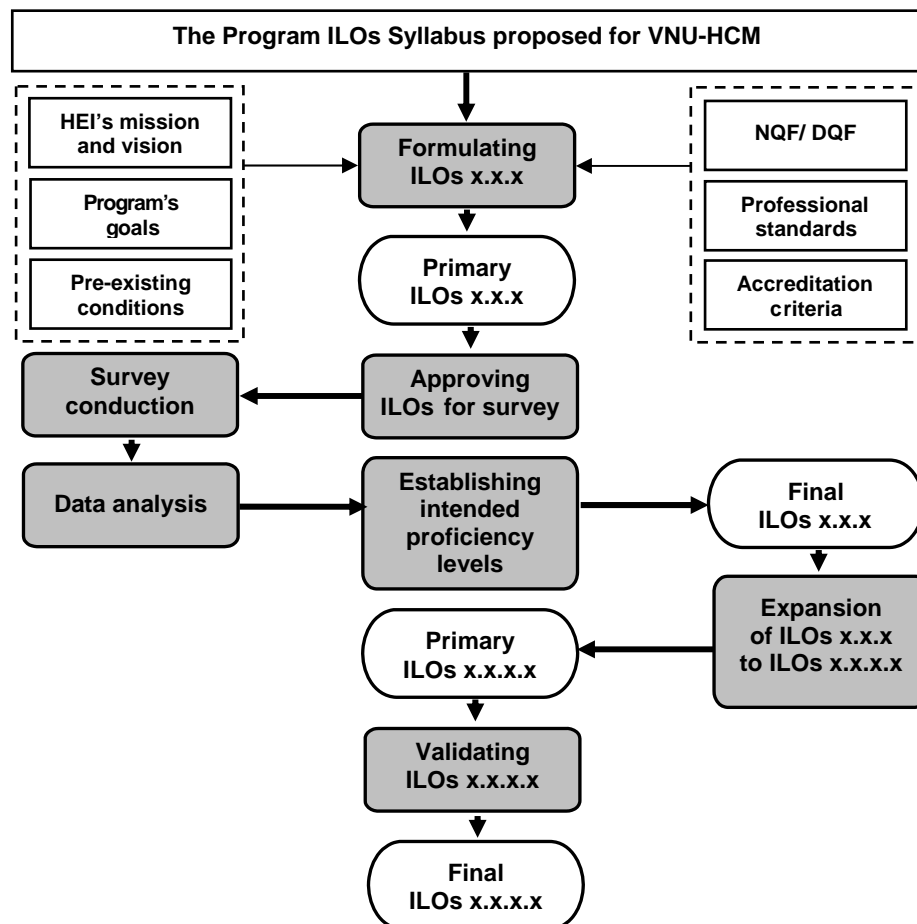 The Program ILOs Syllabus proposed for VNU-HCM
HEI's mission
and vision
Program's
goals
Pre-existing
conditions
Formulating
ILOs x.x.x
NQF/ DQF
Professional
standards
Accreditation
criteria
Primary
ILOs x.x.x
Survey
conduction
Approving
ILOs for survey
Data analysis
Establishing
intended
proficiency
levels
Final
ILOs x.x.x
Expansion
of ILOs x.x.x
to ILOs x.x.x.x
Primary
ILOs x.x.x.x
Validating
ILOs x.x.x.x
Final
ILOs x.x.x.x